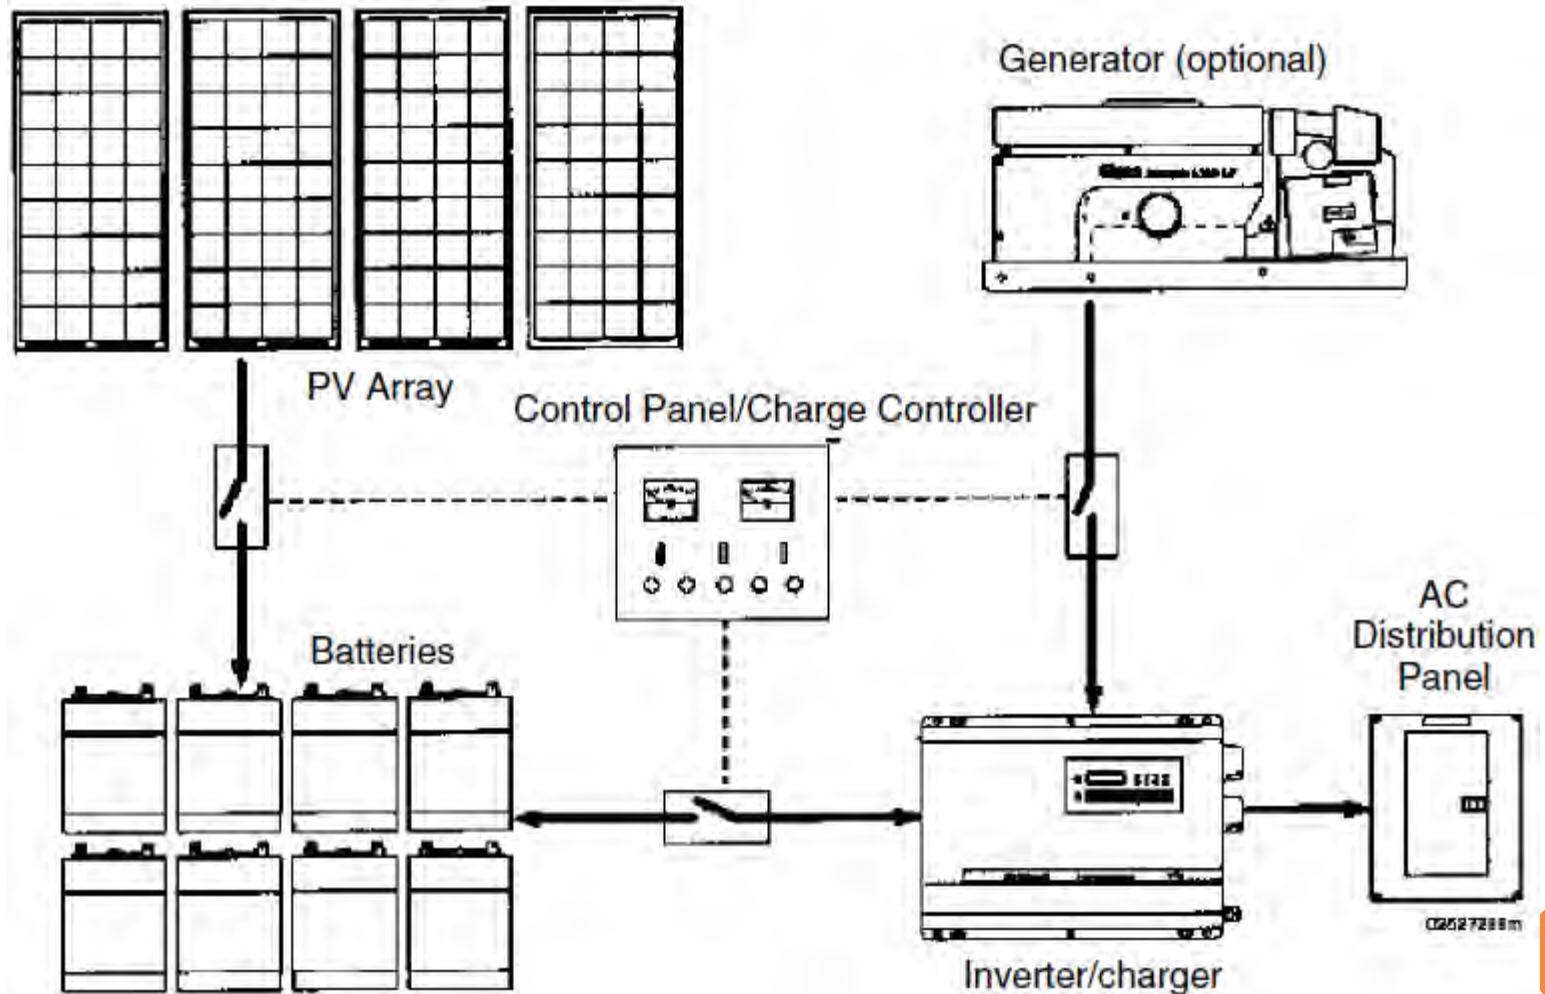 Generator (optional)
PV Array
Control Panel/Charge Controller
Batteries
AC
Distribution
Panel
Inverter/charger